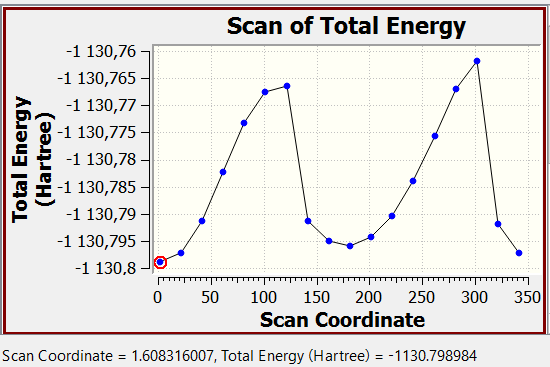 Scan of Total Energy
Total Energy
(Hartree)
-1 130,76
-1 130,765
-1 130,77
-1 130,775
-1 130,78
-1 130,785
-1 130,79
-1 130,795
-1 130,8
0 50 100 150 200 250 300 350
Scan Coordinate
Scan Coordinate = 1.608316007, Total Energy (Hartree) = -1130.798984